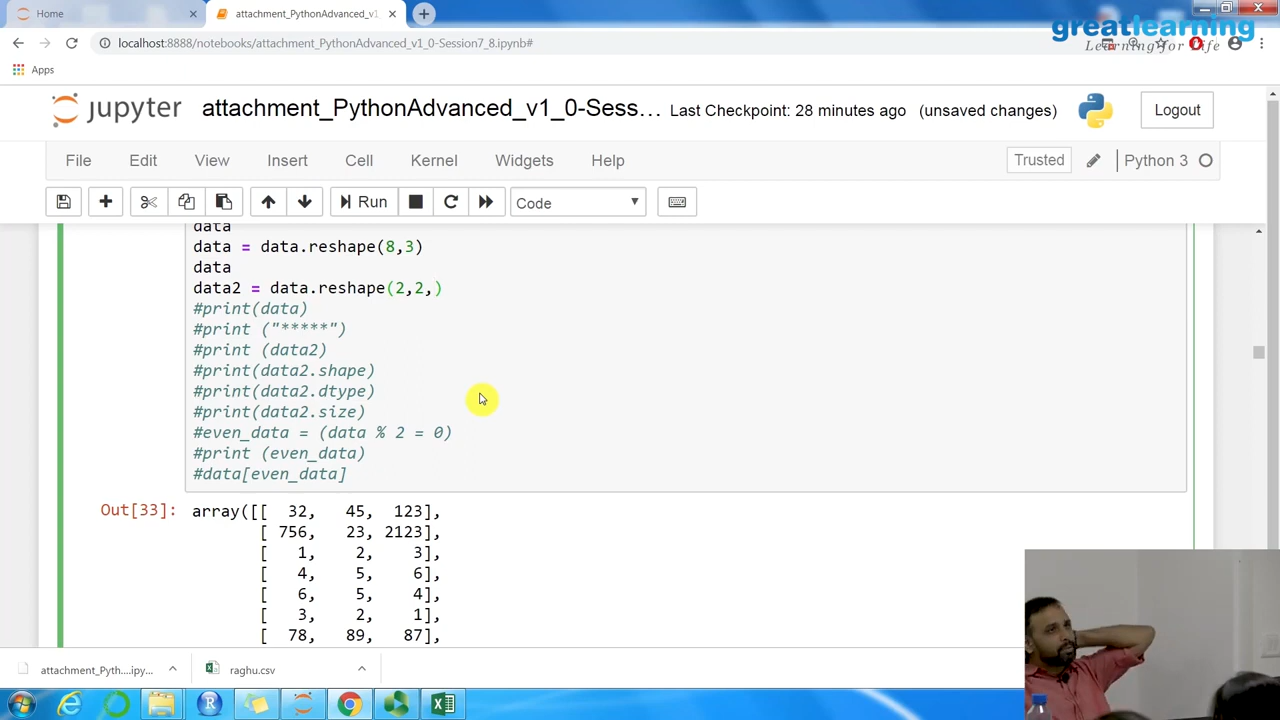 Home
attachment_PythonAdvanced_v1_
greatlearning
Learning for Life
localhost:8888/notebooks/attachment_PythonAdvanced_v1_0-Session7_8.ipynb#
Apps
jupyter
attachment_PythonAdvanced_v1_0-Sess... Last Checkpoint: 28 minutes ago (unsaved changes)
Logout
File Edit View Insert Cell Kernel Widgets Help
Trusted
Python 3
Run
Code
data
data = data.reshape(8,3)
data
data2 = data.reshape(2,2,)
#print(data)
#print ("*****")
#print (data2)
#print(data2.shape)
#print(data2.dtype)
#print(data2.size)
#even_data = (data % 2 = 0)
#print (even_data)
#data[even_data]
Out[33]: array([[ 32, 45, 123],
[ 756, 23, 2123],
[ 1, 2, 3],
[ 4, 5, 6],
[ 6, 5, 4],
[ 3, 2, 1],
[ 78, 89, 87],
attachment_Pyth....ipy...
raghu.csv